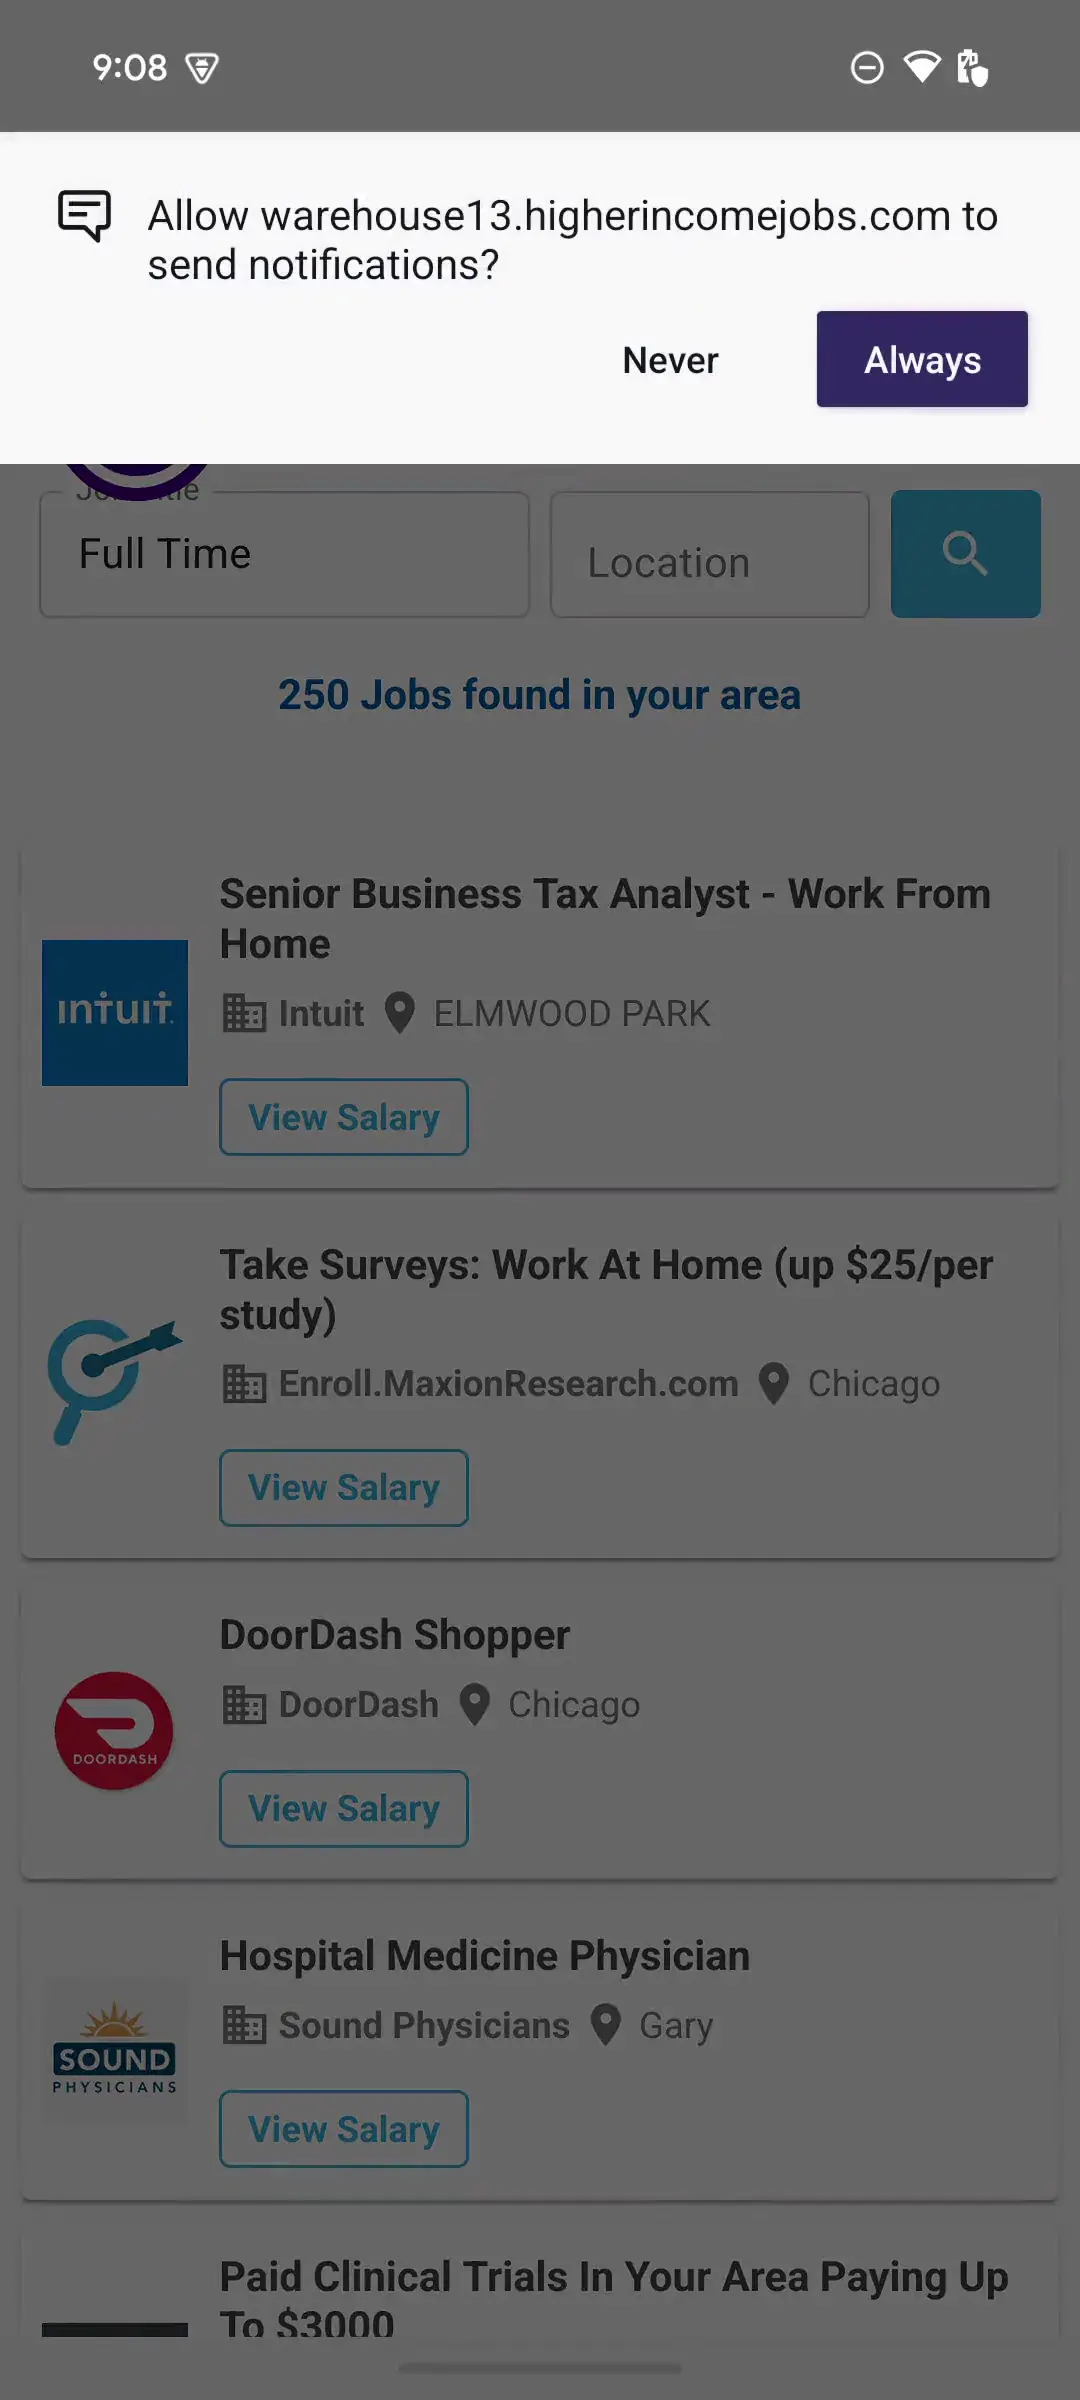 9:08
Allow warehouse13.higherincomejobs.com to
send notifications?
Never
Always
Full Time
Location
250 Jobs found in your area
Senior Business Tax Analyst - Work From
Home
intuit.
Intuit
ELMWOOD PARK
View Salary
Take Surveys: Work At Home (up $25/per
study)
Enroll.MaxionResearch.com
Chicago
View Salary
DoorDash Shopper
DoorDash
Chicago
DOORDASH
View Salary
Hospital Medicine Physician
Sound Physicians
Gary
SOUND
PHYSICIANS
View Salary
Paid Clinical Trials In Your Area Paying Up
To $3000